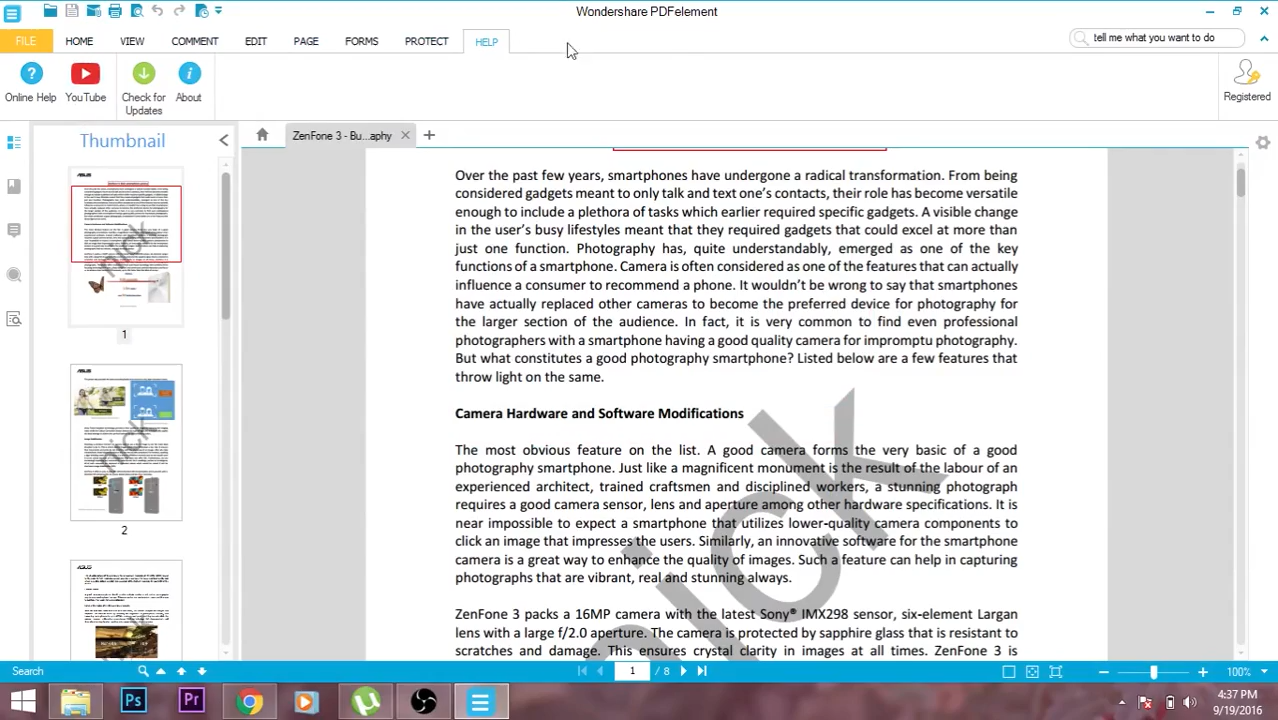 Wondershare PDFelement
FILE HOME VIEW COMMENT EDIT PAGE FORMS PROTECT HELP
tell me what you want to do
Online Help YouTube Check for Updates About Registered
Thumbnail
ZenFone 3 - Bu...aphy
Over the past few years, smartphones have undergone a radical transformation. From being
considered gadgets meant to only talk and text one's contacts, their role has become versatile
enough to include a plethora of tasks which earlier required specific gadgets. A visible change
in the user's busy lifestyles meant that they required gadgets that could excel at more than
just one function. Photography has, quite understandably, emerged as one of the key
functions of a smartphone. Camera is often considered as one of the features that can actually
influence a consumer to recommend a phone. It wouldn't be wrong to say that smartphones
have actually replaced other cameras to become the preferred device for photography for
the larger section of the audience. In fact, it is very common to find even professional
photographers with a smartphone having a good quality camera for impromptu photography.
But what constitutes a good photography smartphone? Listed below are a few features that
throw light on the same.
Camera Hardware and Software Modifications
The most obvious feature on the list. A good camera forms the very basic of a good
photography smartphone. Just like a magnificent monument is the result of the labour of an
experienced architect, trained craftsmen and disciplined workers, a stunning photograph
requires a good camera sensor, lens and aperture among other hardware specifications. It is
near impossible to expect a smartphone that utilizes lower-quality camera components to
click an image that impresses the users. Similarly, an innovative software for the smartphone
camera is a great way to enhance the quality of images. Such a feature can help in capturing
photographs that are vibrant, real and stunning always.
ZenFone 3 packs a 16MP camera with the latest Sony IMx298 sensor, six-element Largan
lens with a large f/2.0 aperture. The camera is protected by sapphire glass that is resistant to
scratches and damage. This ensures crystal clarity in images at all times. ZenFone 3 is
nick
ASUS
nick
1
ASUS
nick
2
Search
1 / 8
100%
Ps Pr
4:37 PM
9/19/2016